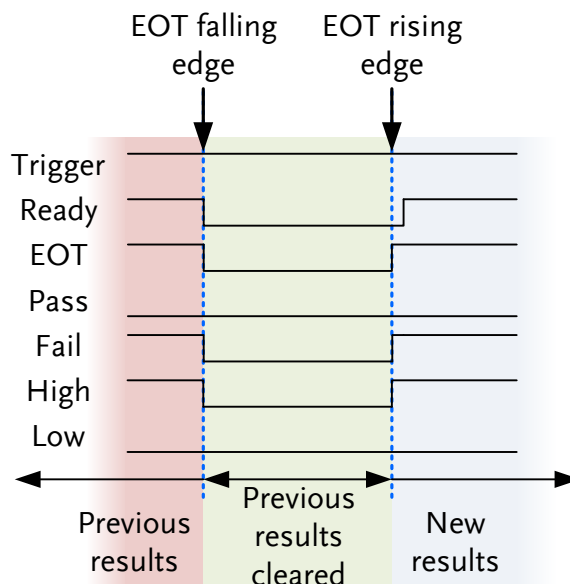 EOT falling
edge
EOT rising
edge
Trigger
Ready
EOT
Pass
Fail
High
Low
Previous
results
Previous
results
cleared
New
results